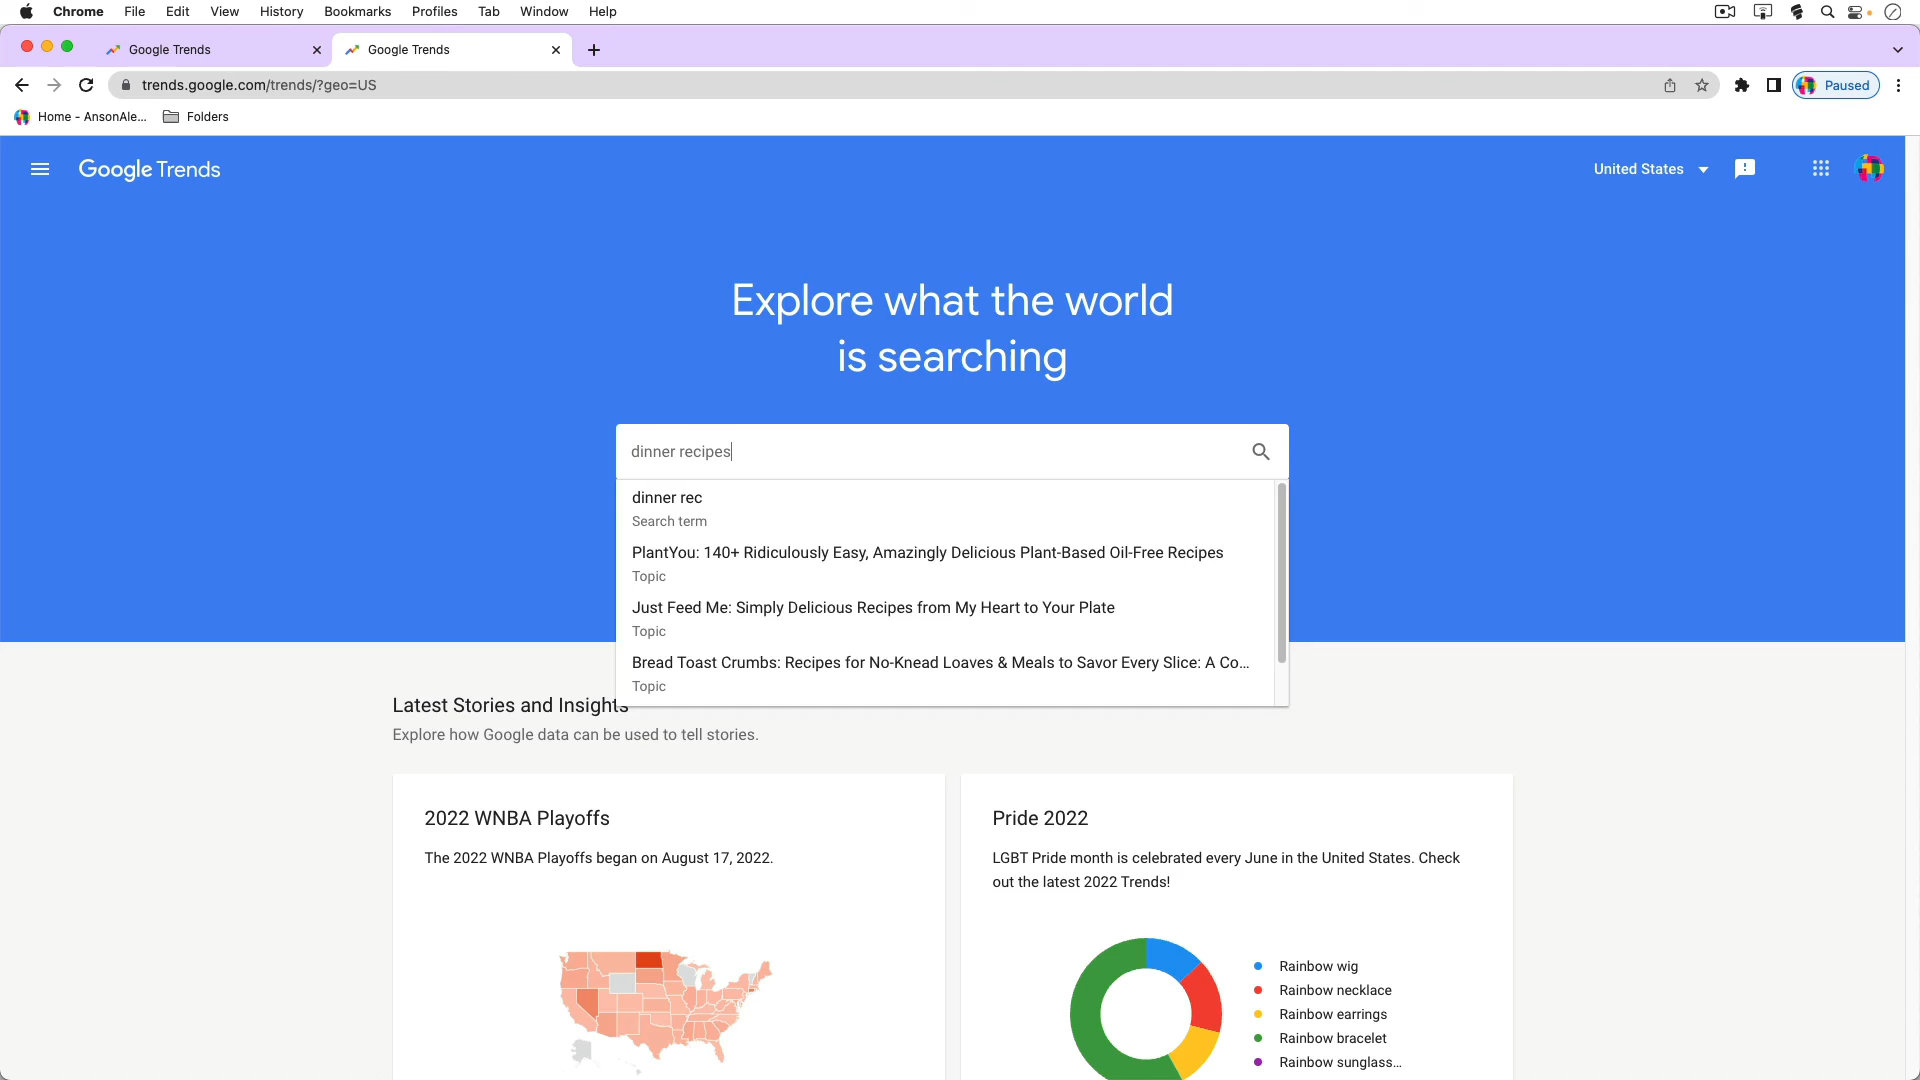 Chrome File Edit View History Bookmarks Profiles Tab Window Help
Google Trends
Google Trends
trends.google.com/trends/?geo=US
Paused
Home - AnsonAle...
Folders
Google Trends
United States
Explore what the world
is searching
dinner recipes
dinner rec
Search term
PlantYou: 140+ Ridiculously Easy, Amazingly Delicious Plant-Based Oil-Free Recipes
Topic
Just Feed Me: Simply Delicious Recipes from My Heart to Your Plate
Topic
Bread Toast Crumbs: Recipes for No-Knead Loaves & Meals to Savor Every Slice: A Co...
Topic
Latest Stories and Insights
Explore how Google data can be used to tell stories.
2022 WNBA Playoffs
The 2022 WNBA Playoffs began on August 17, 2022.
Pride 2022
LGBT Pride month is celebrated every June in the United States. Check
out the latest 2022 Trends!
Rainbow wig
Rainbow necklace
Rainbow earrings
Rainbow bracelet
Rainbow sunglass...